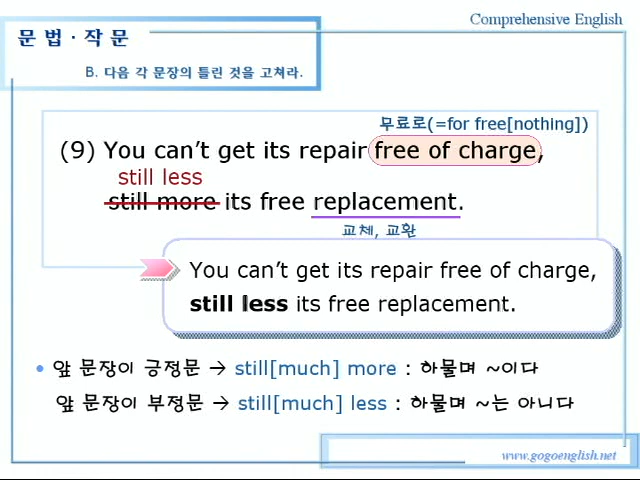 Comprehensive English
문 법 · 작 문
B. 다음 각 문장의 틀린 것을 고쳐라.
무료로(=for free[nothing])
(9) You can't get its repair free of charge,
still less
still more its free replacement.
교체, 교환
You can't get its repair free of charge,
still less its free replacement.
• 앞 문장이 긍정문 → still[much] more : 하물며 ~이다
앞 문장이 부정문 → still[much] less : 하물며 ~는 아니다
www.gogoenglish.net